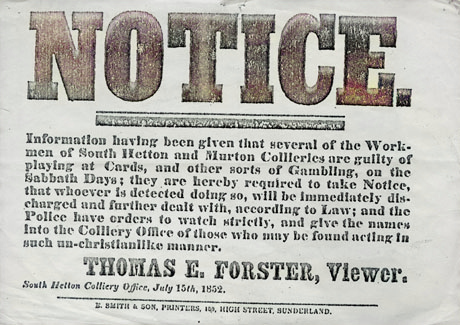 NOTICE.
Information having been given that several of the Work-
men of South Hetton and Murton Collieries are guilty of
playing at Cards, and other sorts of Gambling, on the
Sabbath Days; they are hereby required to take Notice,
that whoever is detected doing so, will be immediately dis-
charged and further dealt with, according to Law; and the
Police have orders to watch strictly, and give the names
into the Colliery Office of those who may be found acting in
such un-christianlike manner.
THOMAS E. FORSTER, Viewer.
South Hetton Colliery Office, July 15th, 1852.
SMITH & SON, PRINTERS, HIGH STREET, SUNDERLAND.